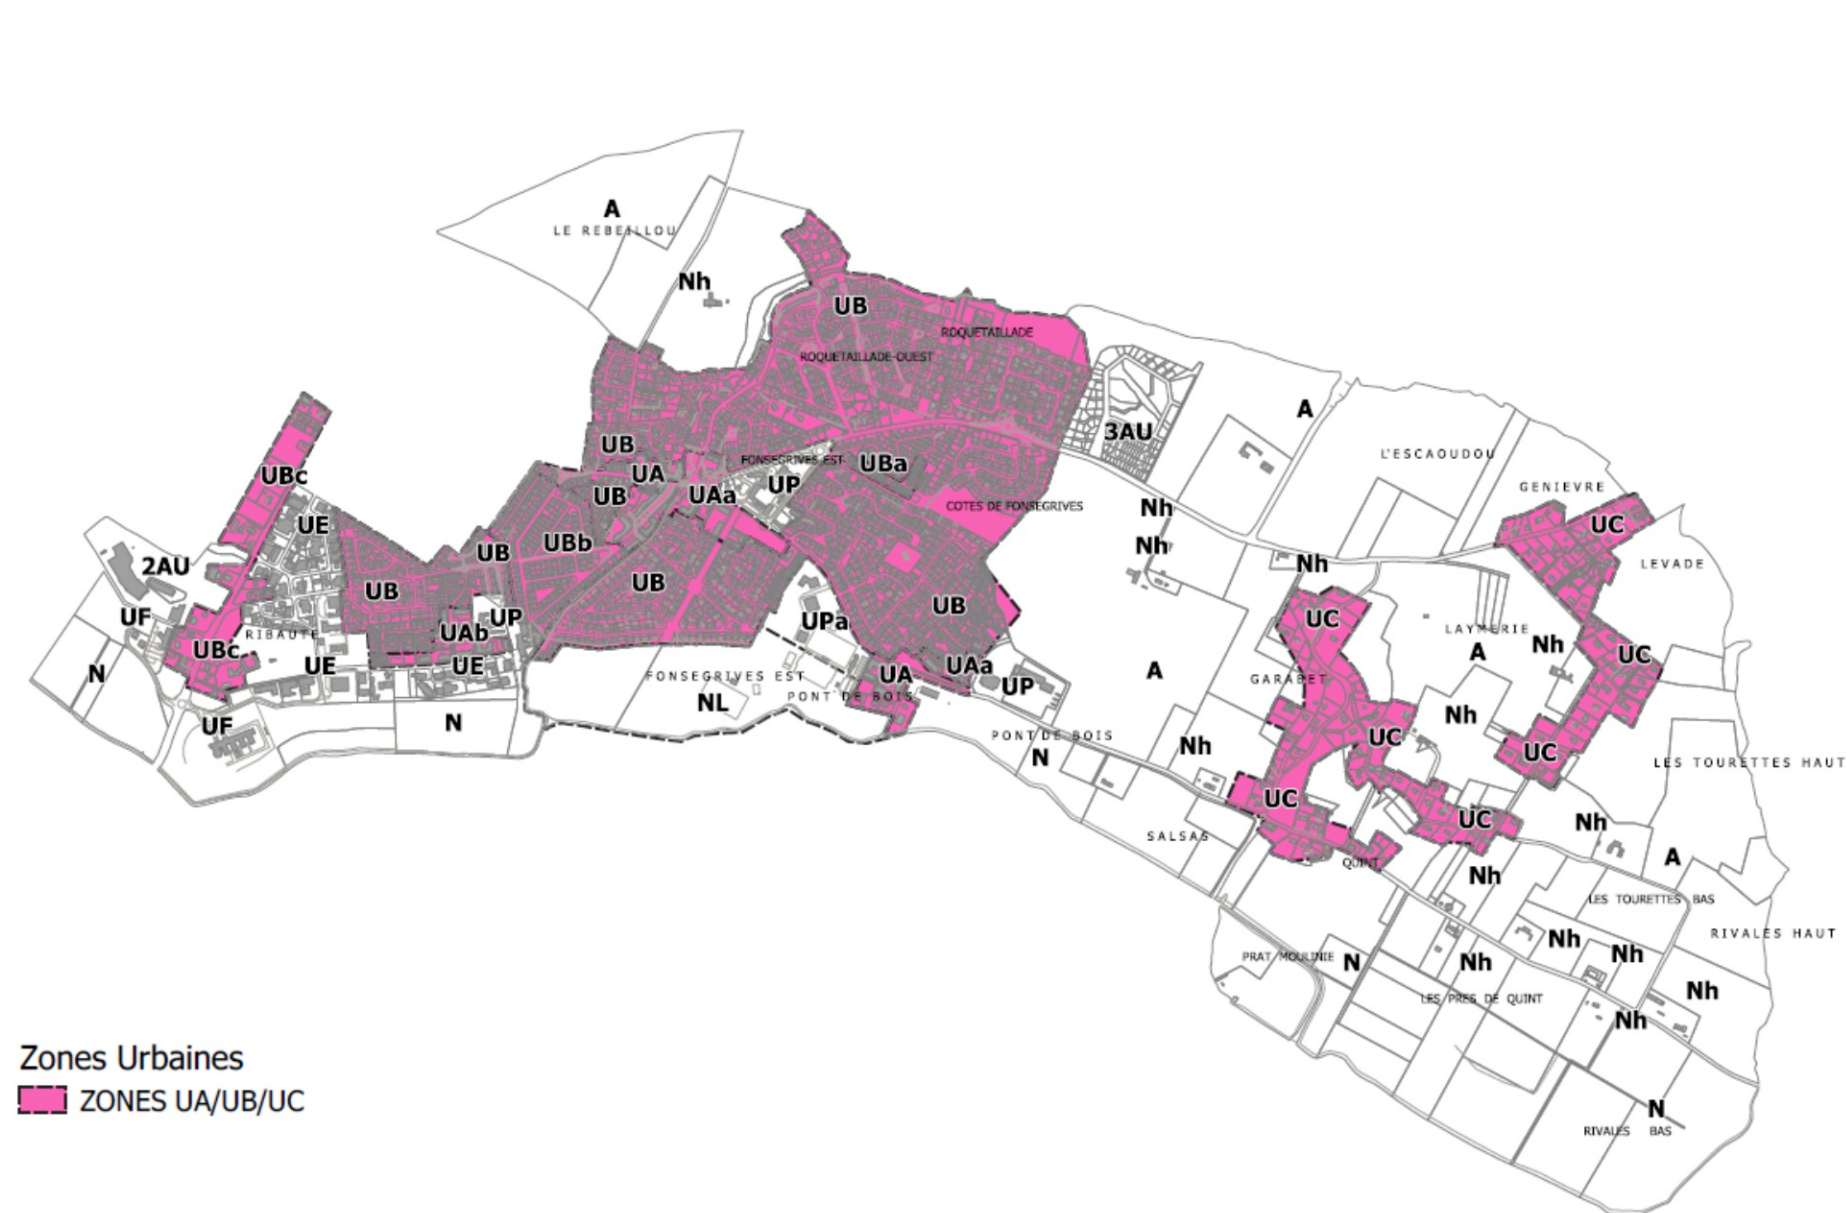 A
LE REBEILLOU
Nh
UB
ROQUETAILLADE
ROQUETAILLADE-OUEST
A
3AU
UB
L'ESCAOUDOU
FONSEGRIVES EST
UBa
UA
UBc
UP
GENIEVRE
UB
UAa
COTES DE FONSEGRIVES
Nh
UE
UC
UBb
Nh
UB
2AU
Nh
LEVADE
UB
UB
UB
UF
UP
UPa
UC
LAYMERIE
RIBAUTE
UAb
Nh
UBc
A
UC
UE
UE
UAa
A
N
FONSEGRIVES EST
UA
GARABET
UP
PONT DE BOIS
NL
Nh
UF
N
PONT DE BOIS
UC
Nh
N
UC
LES TOURETTES HAUT
UC
UC
Nh
SALSAS
A
QUINT
Nh
LES TOURETTES BAS
RIVALES HAUT
Nh
Nh
PRAT MOULINIE
N
Nh
Nh
LES PRES DE QUINT
Nh
Zones Urbaines
ZONES UA/UB/UC
N
RIVALES BAS